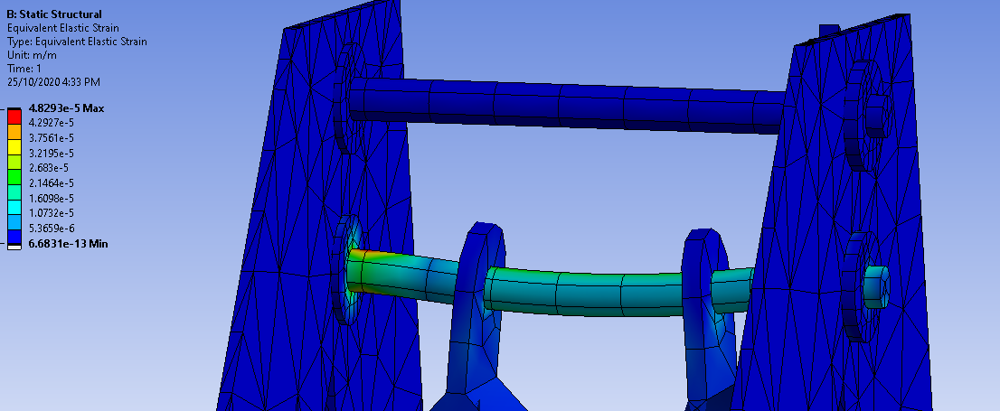 B: Static Structural
Equivalent Elastic Strain
Type: Equivalent Elastic Strain
Unit: m/m
Time: 1
25/10/2020 4:33 PM
4.8293e-5 Max
4.2927e-5
3.7561e-5
3.2195e-5
2.683e-5
2.1464e-5
1.6098e-5
1.0732e-5
5.3659e-6
6.6831e-13 Min